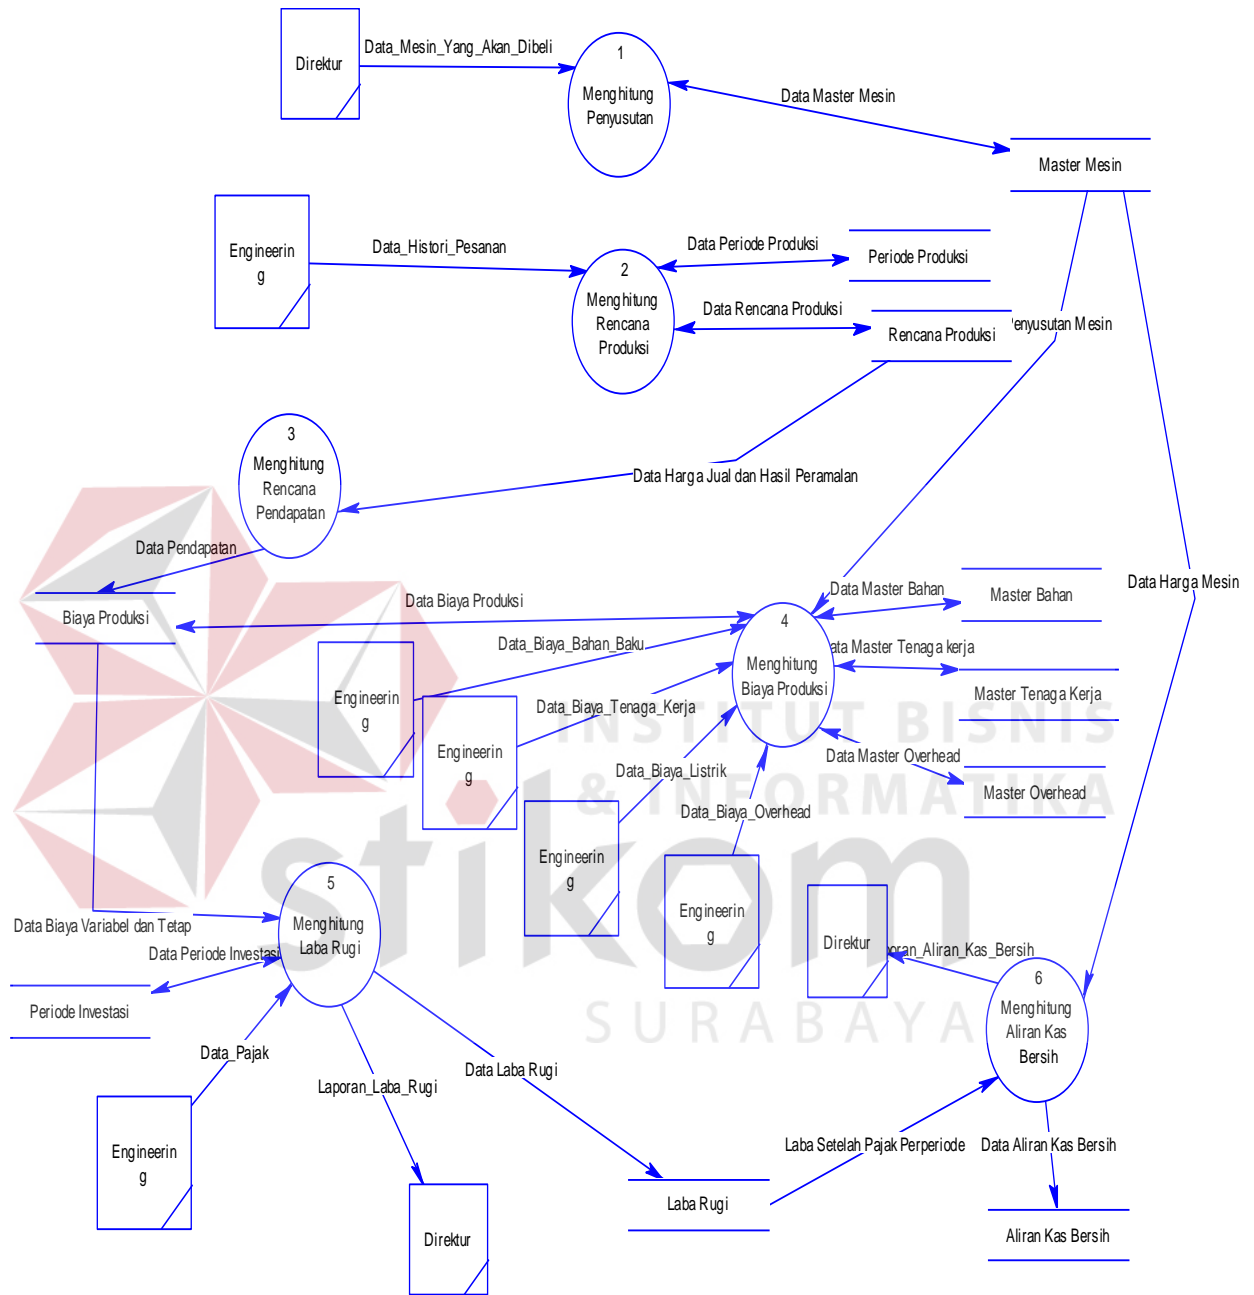 Direktur
Data_Mesin_Yang_Akan_Dibeli
1
Menghitung
Penyusutan
Data Master Mesin
Master Mesin
Engineerin
g
Data_Histori_Pesanan
2
Menghitung
Rencana
Produksi
Data Periode Produksi
Periode Produksi
Data Rencana Produksi
Rencana Produksi
enyusutan Mesin
3
Menghitung
Rencana
Pendapatan
Data Harga Jual dan Hasil Peramalan
Data Pendapatan
Biaya Produksi
Data Biaya Produksi
4
Menghitung
Biaya Produksi
Data Master Bahan
Master Bahan
Data Harga Mesin
Engineerin
g
Data_Biaya_Bahan_Baku
ata Master Tenaga kerja
Master Tenaga Kerja
Engineerin
g
Data_Biaya_Tenaga_Kerja
INSTITUT BISNIS
& INFORMATIKA
Data_Biaya_Listrik
Data Master Overhead
Master Overhead
Data_Biaya_Overhead
Engineerin
g
stikom
SURABAYA
Engineerin
g
5
Menghitung
Laba Rugi
Data Biaya Variabel dan Tetap
Data Periode Investasi
Periode Investasi
Direktur
oran_Aliran_Kas_Bersih
6
Menghitung
Aliran Kas
Bersih
Data_Pajak
Engineerin
g
Laporan_Laba_Rugi
Data Laba Rugi
Direktur
Laba Rugi
Laba Setelah Pajak Perperiode
Data Aliran Kas Bersih
Aliran Kas Bersih